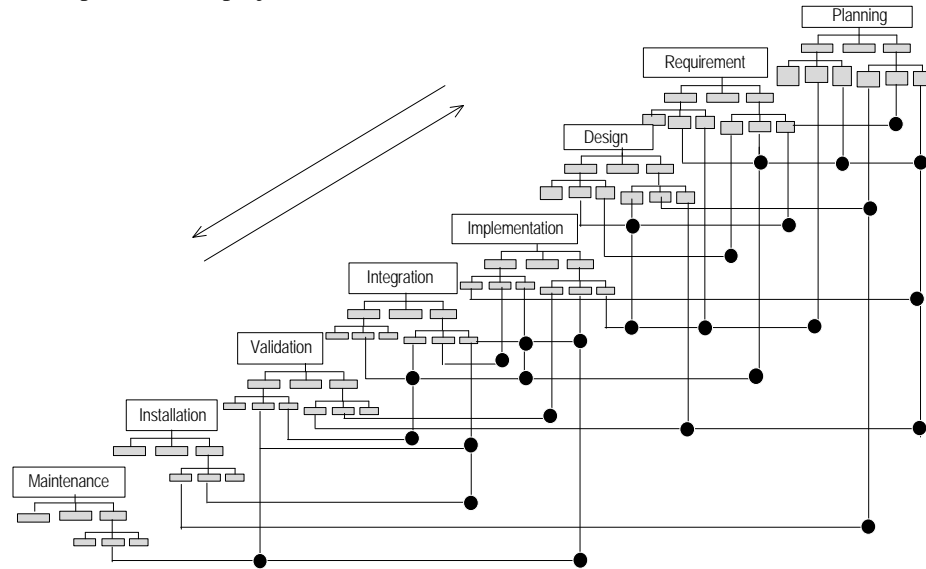 Planning
Requirement
Design
Implementation
Integration
Validation
Installation
Maintenance